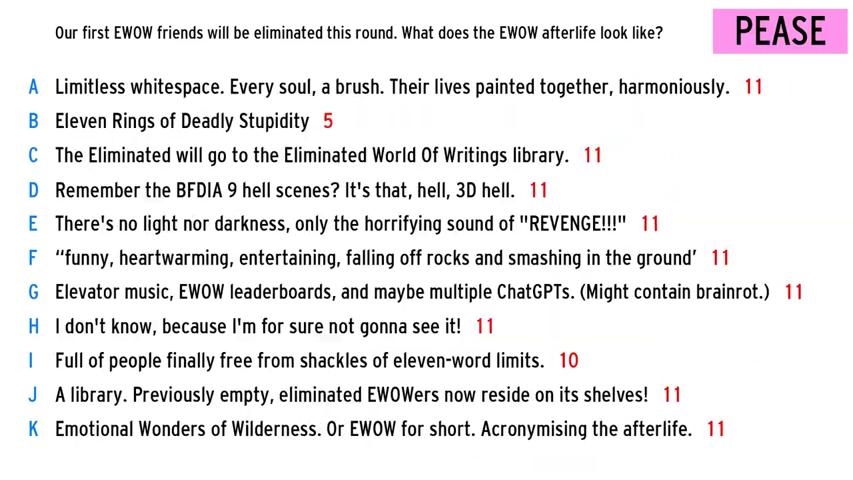 Our first EWOW friends will be eliminated this round. What does the EWOW afterlife look like?
PEASE
A Limitless whitespace. Every soul, a brush. Their lives painted together, harmoniously. 11
B Eleven Rings of Deadly Stupidity 5
C The Eliminated will go to the Eliminated World Of Writings library. 11
D Remember the BFDIA 9 hell scenes? It's that, hell, 3D hell. 11
E There's no light nor darkness, only the horrifying sound of "REVENGE!!!" 11
F “funny, heartwarming, entertaining, falling off rocks and smashing in the ground’ 11
G Elevator music, EWOW leaderboards, and maybe multiple ChatGPTs. (Might contain brainrot.) 11
H I don't know, because I'm for sure not gonna see it! 11
I Full of people finally free from shackles of eleven-word limits. 10
J A library. Previously empty, eliminated EWOWers now reside on its shelves! 11
K Emotional Wonders of Wilderness. Or EWOW for short. Acronymising the afterlife. 11